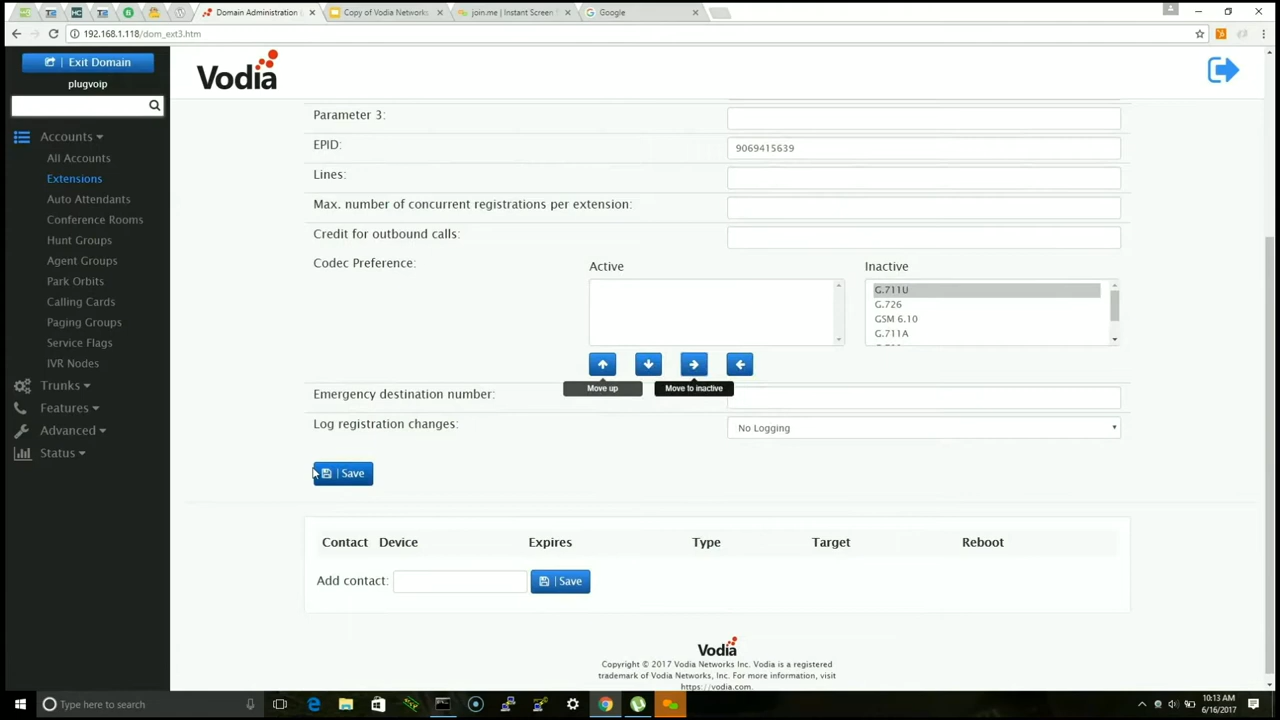 Domain Administration
Copy of Vodia Networks
join.me | Instant Screen
Google
192.168.1.118/dom_ext3.htm
| Exit Domain
plugvoip
Vodia
Accounts
All Accounts
Extensions
Auto Attendants
Conference Rooms
Hunt Groups
Agent Groups
Park Orbits
Calling Cards
Paging Groups
Service Flags
IVR Nodes
Trunks
Features
Advanced
Status
Parameter 3:
EPID:
9069415639
Lines:
Max. number of concurrent registrations per extension:
Credit for outbound calls:
Codec Preference:
Active
Inactive
G.711U
G.726
GSM 6.10
G.711A
Move up
Move to inactive
Emergency destination number:
Log registration changes:
No Logging
| Save
Contact Device Expires Type Target Reboot
Add contact:
| Save
Vodia
Copyright © 2017 Vodia Networks Inc. Vodia is a registered
trademark of Vodia Networks Inc. For more information, visit
https://vodia.com.
Type here to search
10:13 AM
6/16/2017